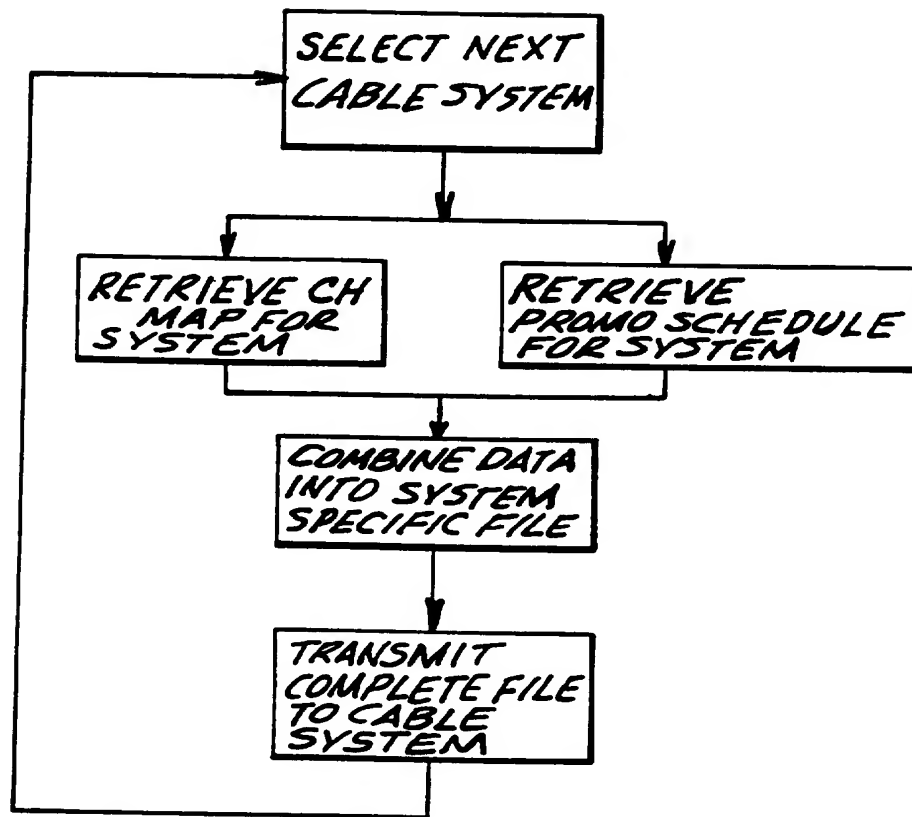 SELECT NEXT
CABLE SYSTEM
RETRIEVE CH
MAP FOR
SYSTEM
RETRIEVE
PROMO SCHEDULE
FOR SYSTEM
COMBINE DATA
INTO SYSTEM
SPECIFIC FILE
TRANSMIT
COMPLETE FILE
TO CABLE
SYSTEM